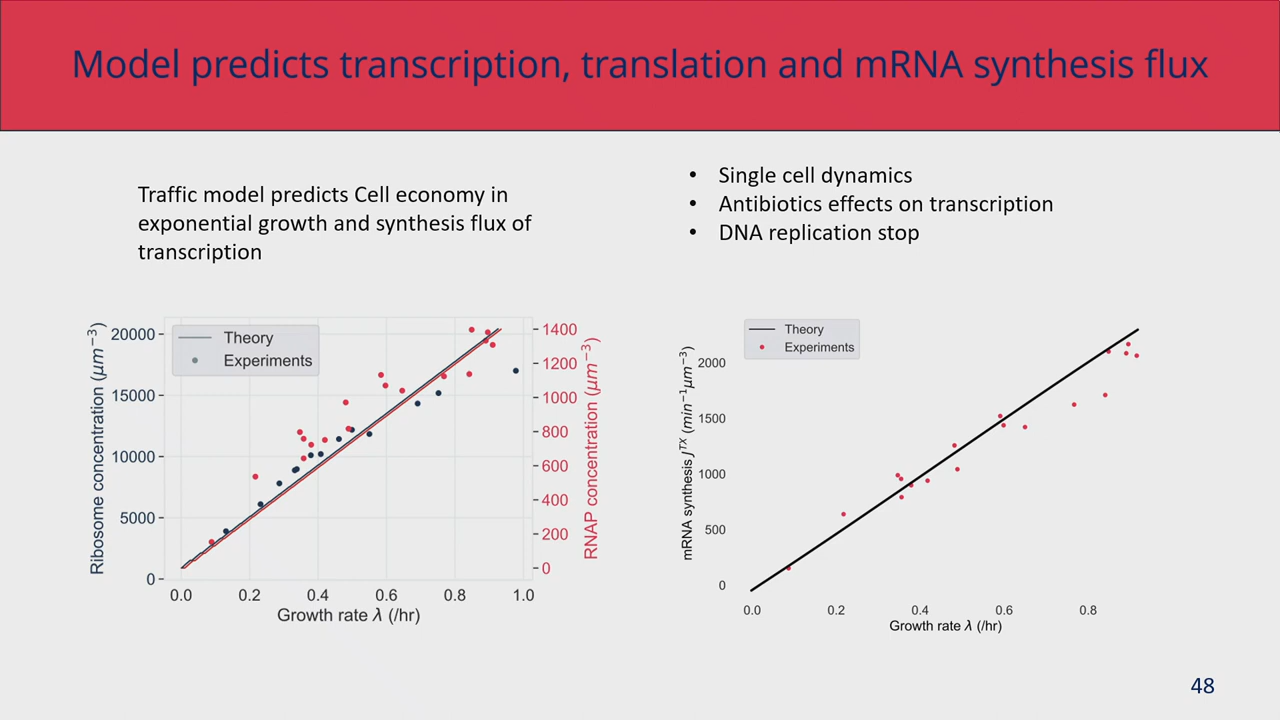 Model predicts transcription, translation and mRNA synthesis flux
Traffic model predicts Cell economy in
exponential growth and synthesis flux of
transcription
• Single cell dynamics
• Antibiotics effects on transcription
• DNA replication stop
Ribosome concentration (μm⁻³)
20000
15000
10000
5000
0
Theory
Experiments
1400
1200
1000
800
600
400
200
0
RNAP concentration (μm⁻³)
0.0 0.2 0.4 0.6 0.8 1.0
Growth rate λ (/hr)
mRNA synthesis Jᵀˣ (min⁻¹μm⁻³)
Theory
Experiments
2000
1500
1000
500
0
0.0 0.2 0.4 0.6 0.8
Growth rate λ (/hr)
48